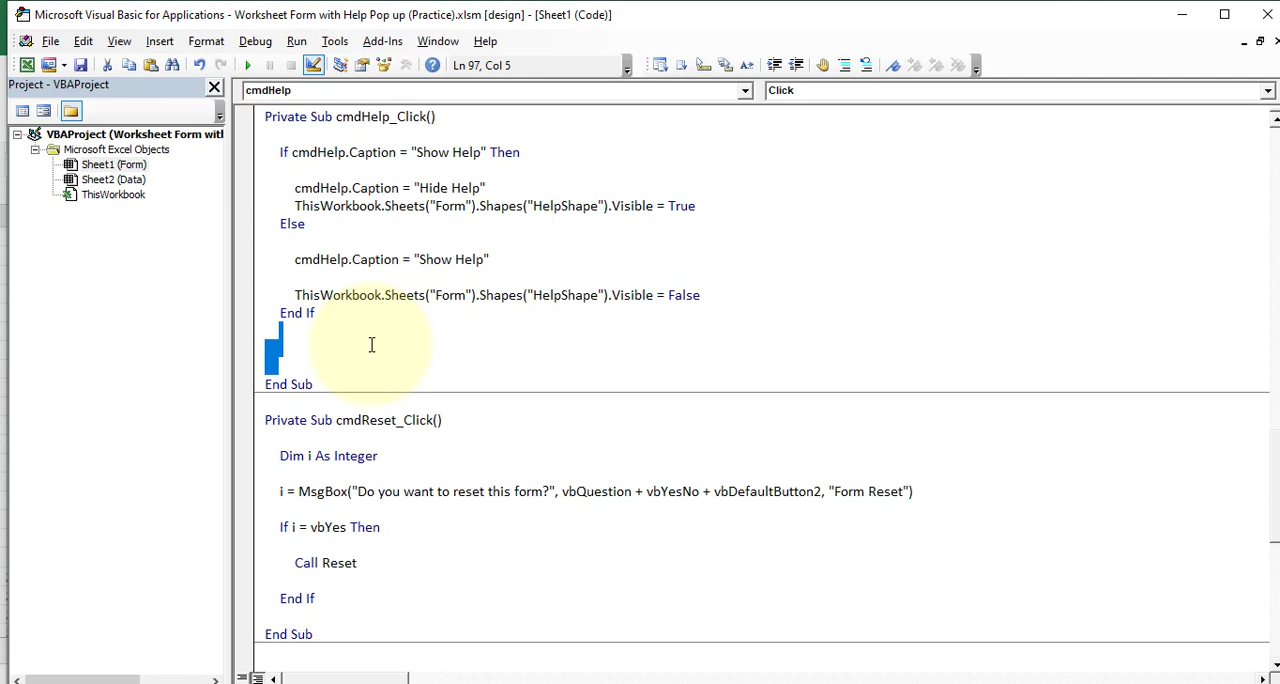 Microsoft Visual Basic for Applications - Worksheet Form with Help Pop up (Practice).xlsm [design] - [Sheet1 (Code)]
File Edit View Insert Format Debug Run Tools Add-Ins Window Help
Ln 97, Col 5
Project - VBAProject
cmdHelp
Click
VBAProject (Worksheet Form with
Microsoft Excel Objects
Sheet1 (Form)
Sheet2 (Data)
ThisWorkbook
Private Sub cmdHelp_Click()
If cmdHelp.Caption = "Show Help" Then
cmdHelp.Caption = "Hide Help"
ThisWorkbook.Sheets("Form").Shapes("HelpShape").Visible = True
Else
cmdHelp.Caption = "Show Help"
ThisWorkbook.Sheets("Form").Shapes("HelpShape").Visible = False
End If
End Sub
Private Sub cmdReset_Click()
Dim i As Integer
i = MsgBox("Do you want to reset this form?", vbQuestion + vbYesNo + vbDefaultButton2, "Form Reset")
If i = vbYes Then
Call Reset
End If
End Sub